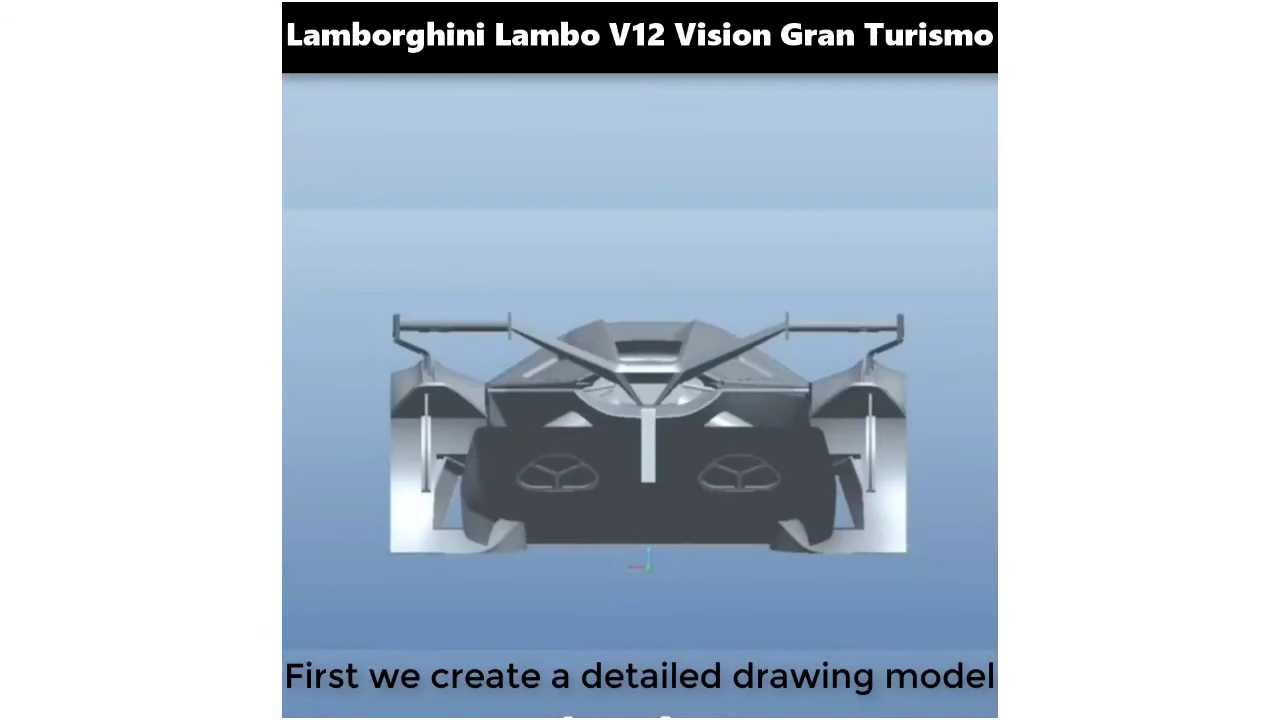 Lamborghini Lambo V12 Vision Gran Turismo
First we create a detailed drawing model